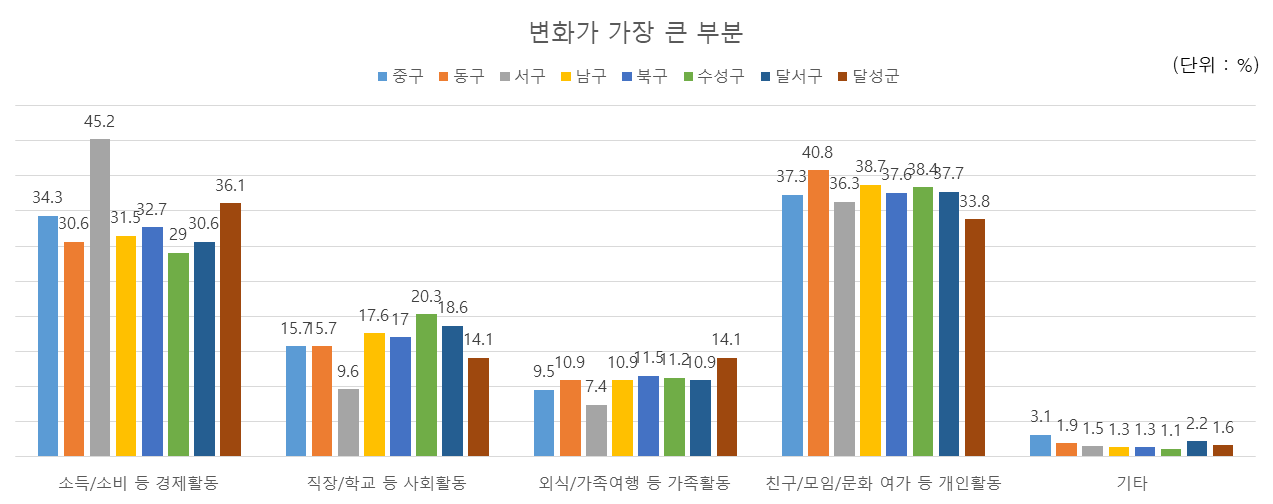 변화가 가장 큰 부분
(단위 : %)
중구 동구 서구 남구 북구 수성구 달서구 달성군
34.3 30.6 45.2 31.5 32.7 29 30.6 36.1
15.7 15.7 9.6 17.6 17 20.3 18.6 14.1
9.5 10.9 7.4 10.9 11.5 11.2 10.9 14.1
37.3 40.8 36.3 38.7 37.6 38.4 37.7 33.8
3.1 1.9 1.5 1.3 1.3 1.1 2.2 1.6
소득/소비 등 경제활동 직장/학교 등 사회활동 외식/가족여행 등 가족활동 친구/모임/문화 여가 등 개인활동 기타